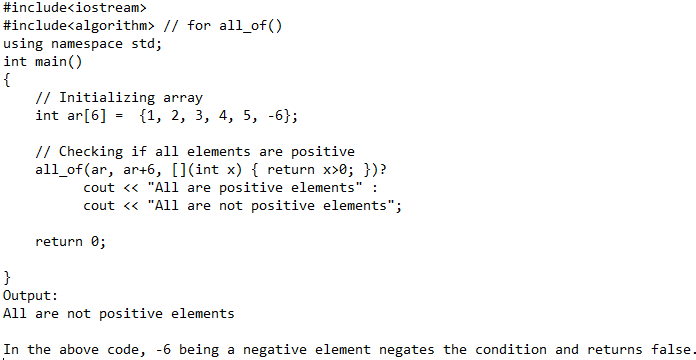 #include<iostream>
#include<algorithm> // for all_of()
using namespace std;
int main()
{
    // Initializing array
    int ar[6] =  {1, 2, 3, 4, 5, -6};

    // Checking if all elements are positive
    all_of(ar, ar+6, [](int x) { return x>0; })?
          cout << "All are positive elements" :
          cout << "All are not positive elements";

    return 0;

}
Output:
All are not positive elements

In the above code, -6 being a negative element negates the condition and returns false.